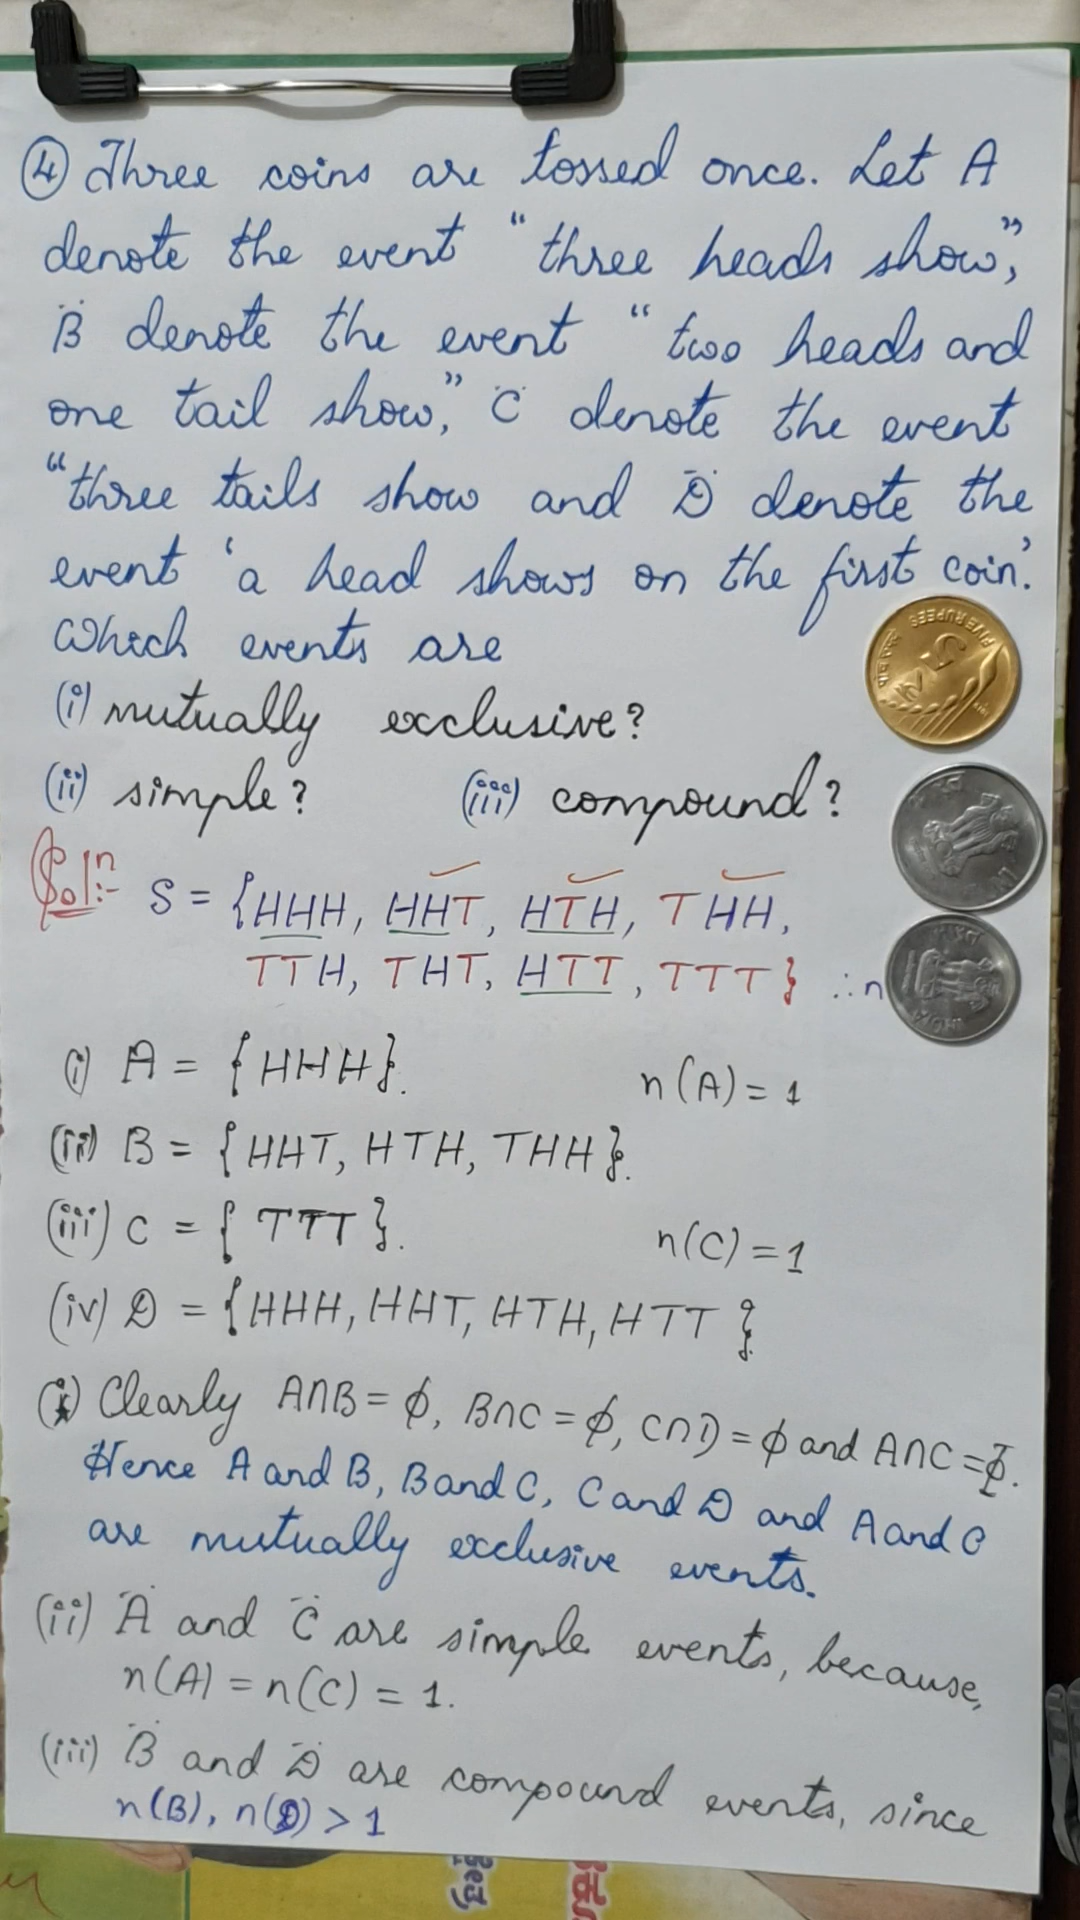 ④ Three coins are tossed once. Let A
denote the event "three heads show",
B denote the event "two heads and
one tail show," C denote the event
"three tails show and D denote the
event 'a head shows on the first coin'.
Which events are
(i) mutually exclusive?
(ii) simple? (iii) compound?
Solⁿ:- S = {HHH, HHT, HTH, THH,
TTH, THT, HTT, TTT} ∴ n
(i) A = {HHH}. n(A) = 1
(ii) B = {HHT, HTH, THH}.
(iii) C = {TTT}. n(C) = 1
(iv) D = {HHH, HHT, HTH, HTT}.
(i) Clearly A∩B = ϕ, B∩C = ϕ, C∩D = ϕ and A∩C = ϕ.
Hence A and B, B and C, C and D and A and C
are mutually exclusive events.
(ii) A and C are simple events, because,
n(A) = n(C) = 1.
(iii) B and D are compound events, since
n(B), n(D) > 1
FIVE RUPEES
5